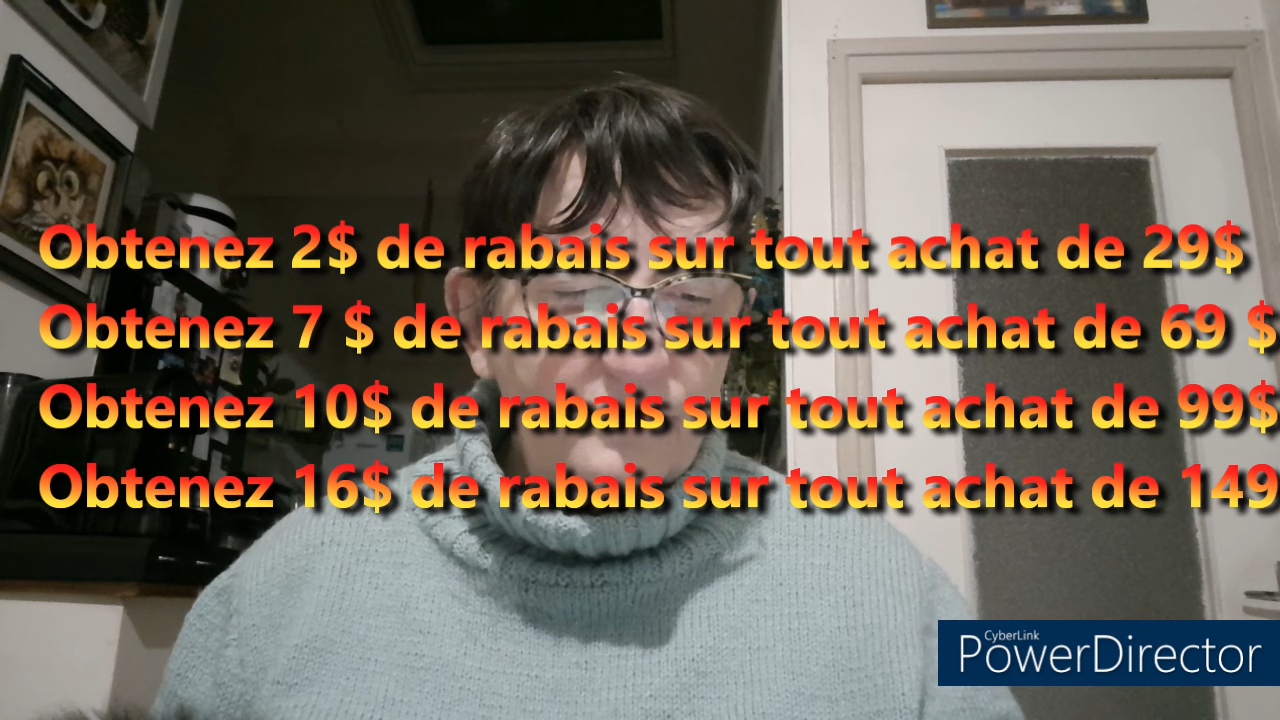 Obtenez 2$ de rabais sur tout achat de 29$
Obtenez 7 $ de rabais sur tout achat de 69 $
Obtenez 10$ de rabais sur tout achat de 99$
Obtenez 16$ de rabais sur tout achat de 149
CyberLink
PowerDirector